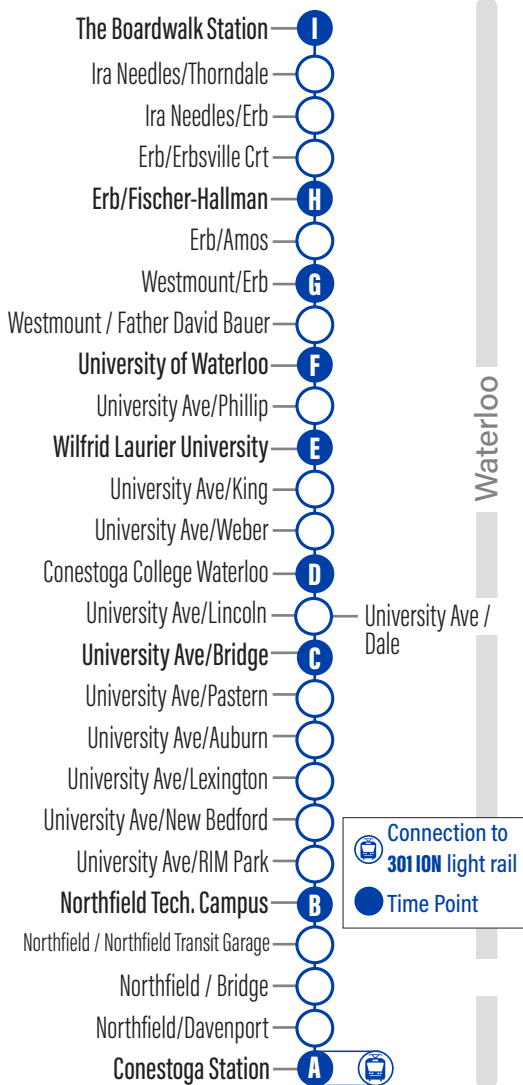 The Boardwalk Station I
Ira Needles/Thorndale
Ira Needles/Erb
Erb/Erbsville Crt
Erb/Fischer-Hallman H
Erb/Amos
Westmount/Erb G
Westmount / Father David Bauer
University of Waterloo F
University Ave/Phillip
Wilfrid Laurier University E
University Ave/King
University Ave/Weber
Conestoga College Waterloo D
University Ave/Lincoln
University Ave /
Dale
University Ave/Bridge C
University Ave/Pastern
University Ave/Auburn
University Ave/Lexington
University Ave/New Bedford
University Ave/RIM Park
Northfield Tech. Campus B
Northfield / Northfield Transit Garage
Northfield / Bridge
Northfield/Davenport
Conestoga Station A
Waterloo
Connection to
301 ION light rail
Time Point